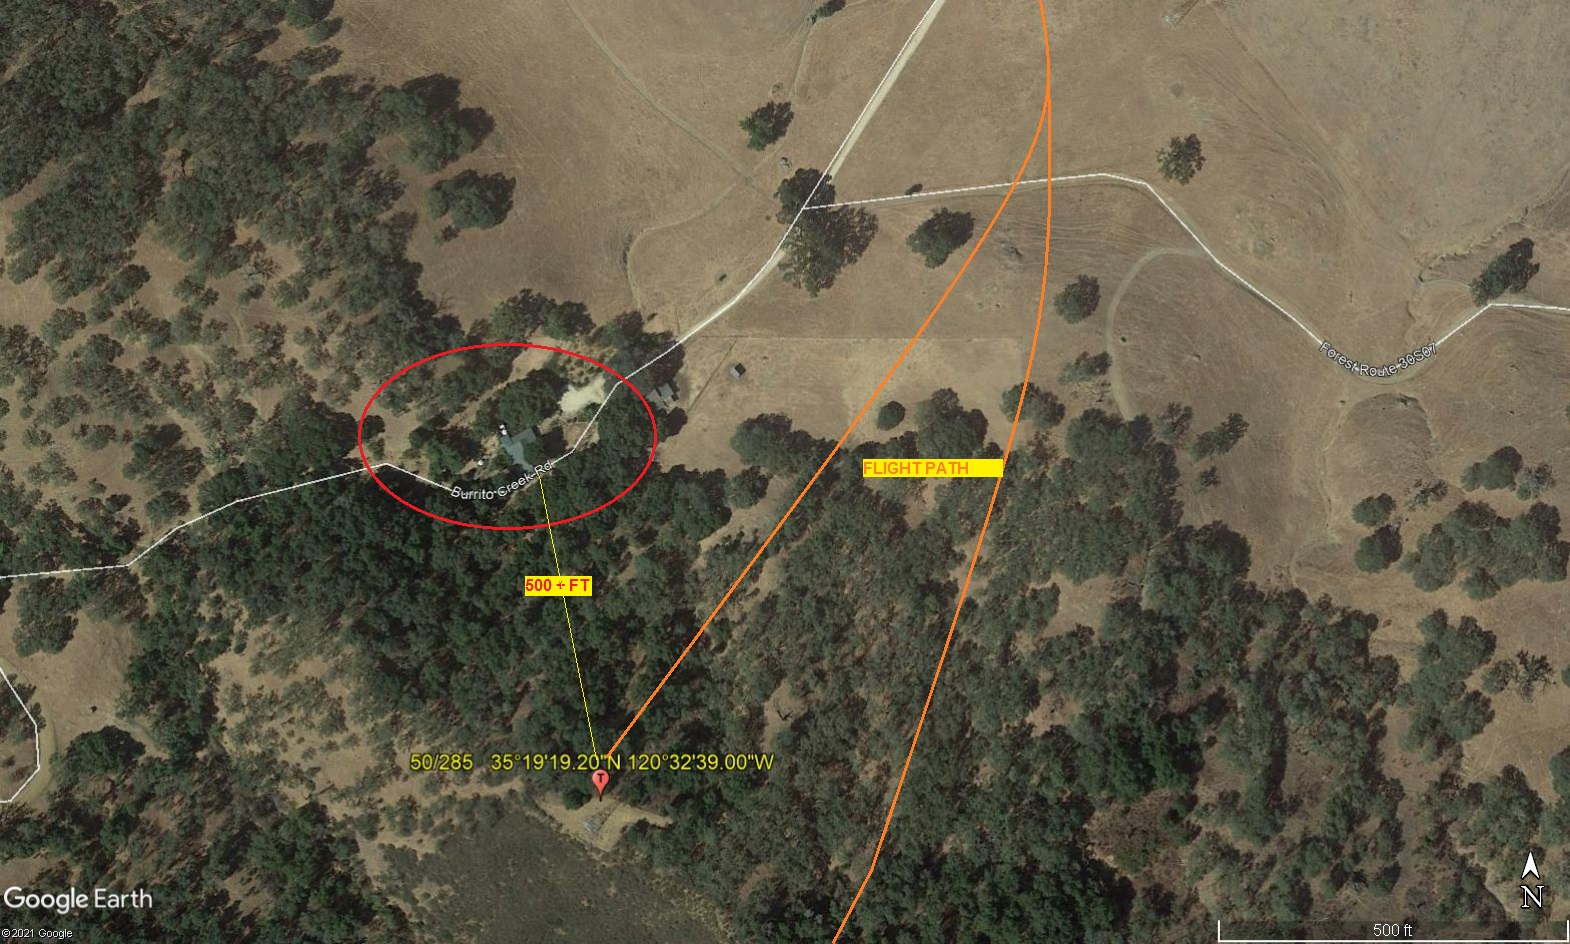 Forest Route 30S07
FLIGHT PATH
Burrito Creek Rd
500 + FT
50/285 35°19'19.20"N 120°32'39.00"W
T
Google Earth
N
500 ft
©2021 Google